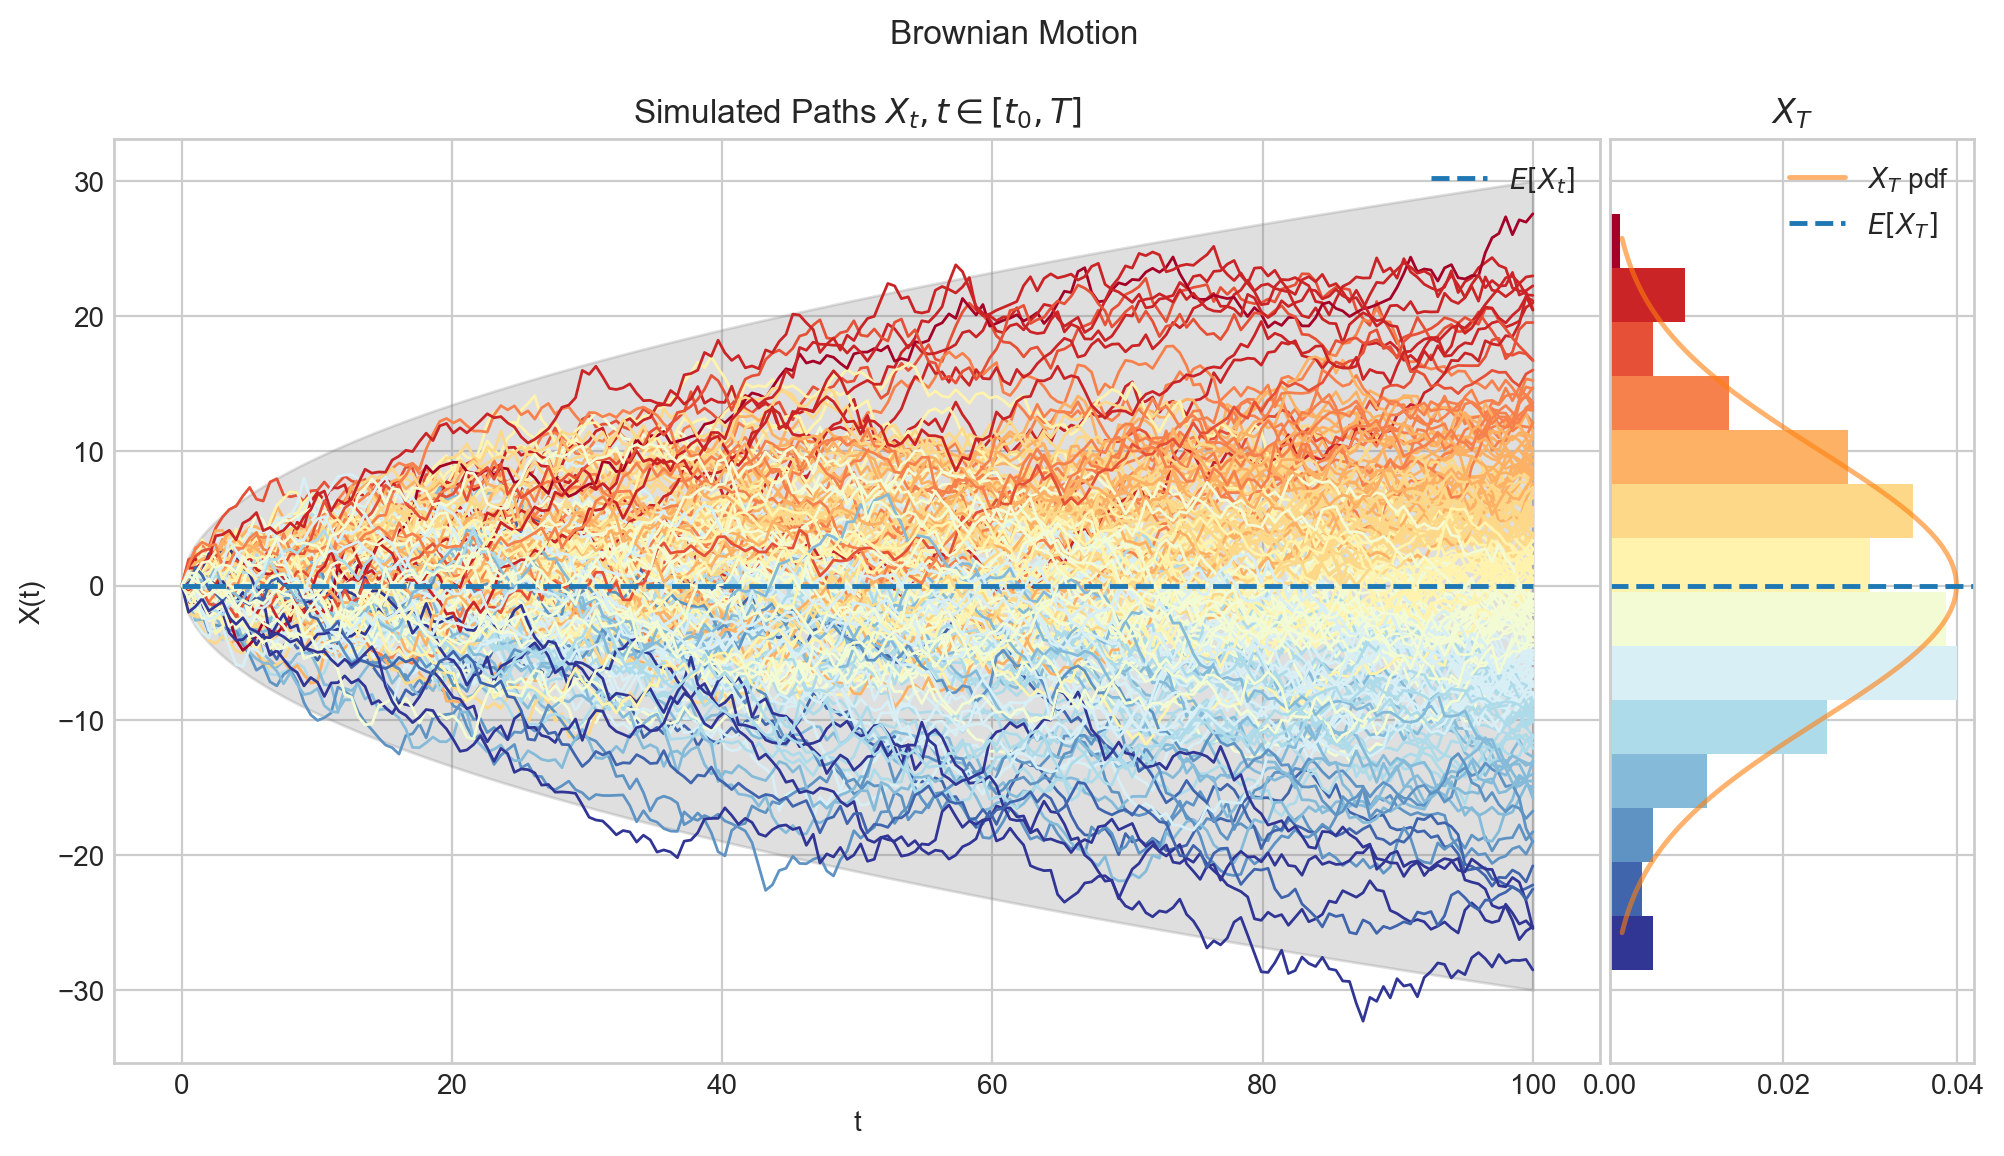 Brownian Motion
Simulated Paths $X_t, t \in [t_0, T]$
$X_T$
30
20
10
0
−10
−20
−30
X(t)
$E[X_t]$
$X_T$ pdf
$E[X_T]$
0 20 40 60 80 100
0.00 0.02 0.04
t